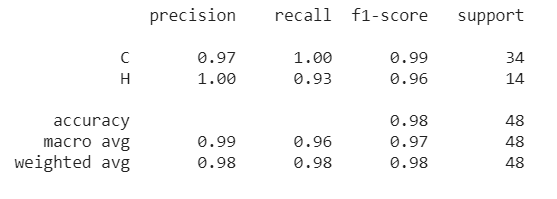 precision recall f1-score support
C 0.97 1.00 0.99 34
H 1.00 0.93 0.96 14
accuracy 0.98 48
macro avg 0.99 0.96 0.97 48
weighted avg 0.98 0.98 0.98 48